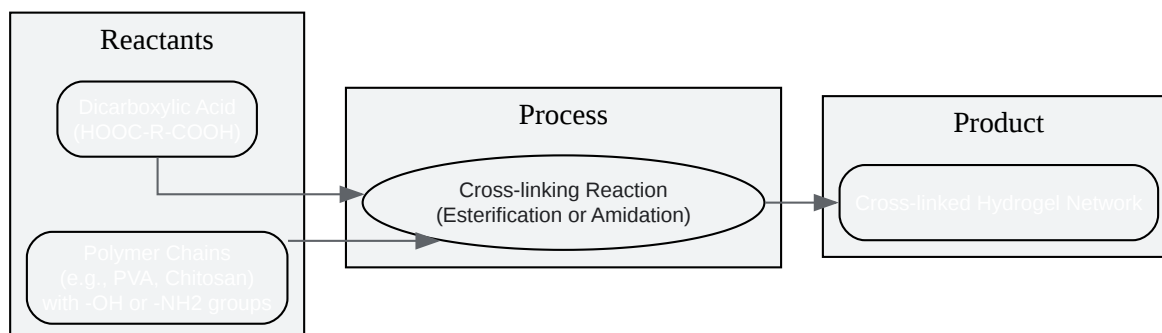 Reactants
Dicarboxylic Acid
(HOOC-R-COOH)
Polymer Chains
(e.g., PVA, Chitosan)
with -OH or -NH2 groups
Process
Cross-linking Reaction
(Esterification or Amidation)
Product
Cross-linked Hydrogel Network